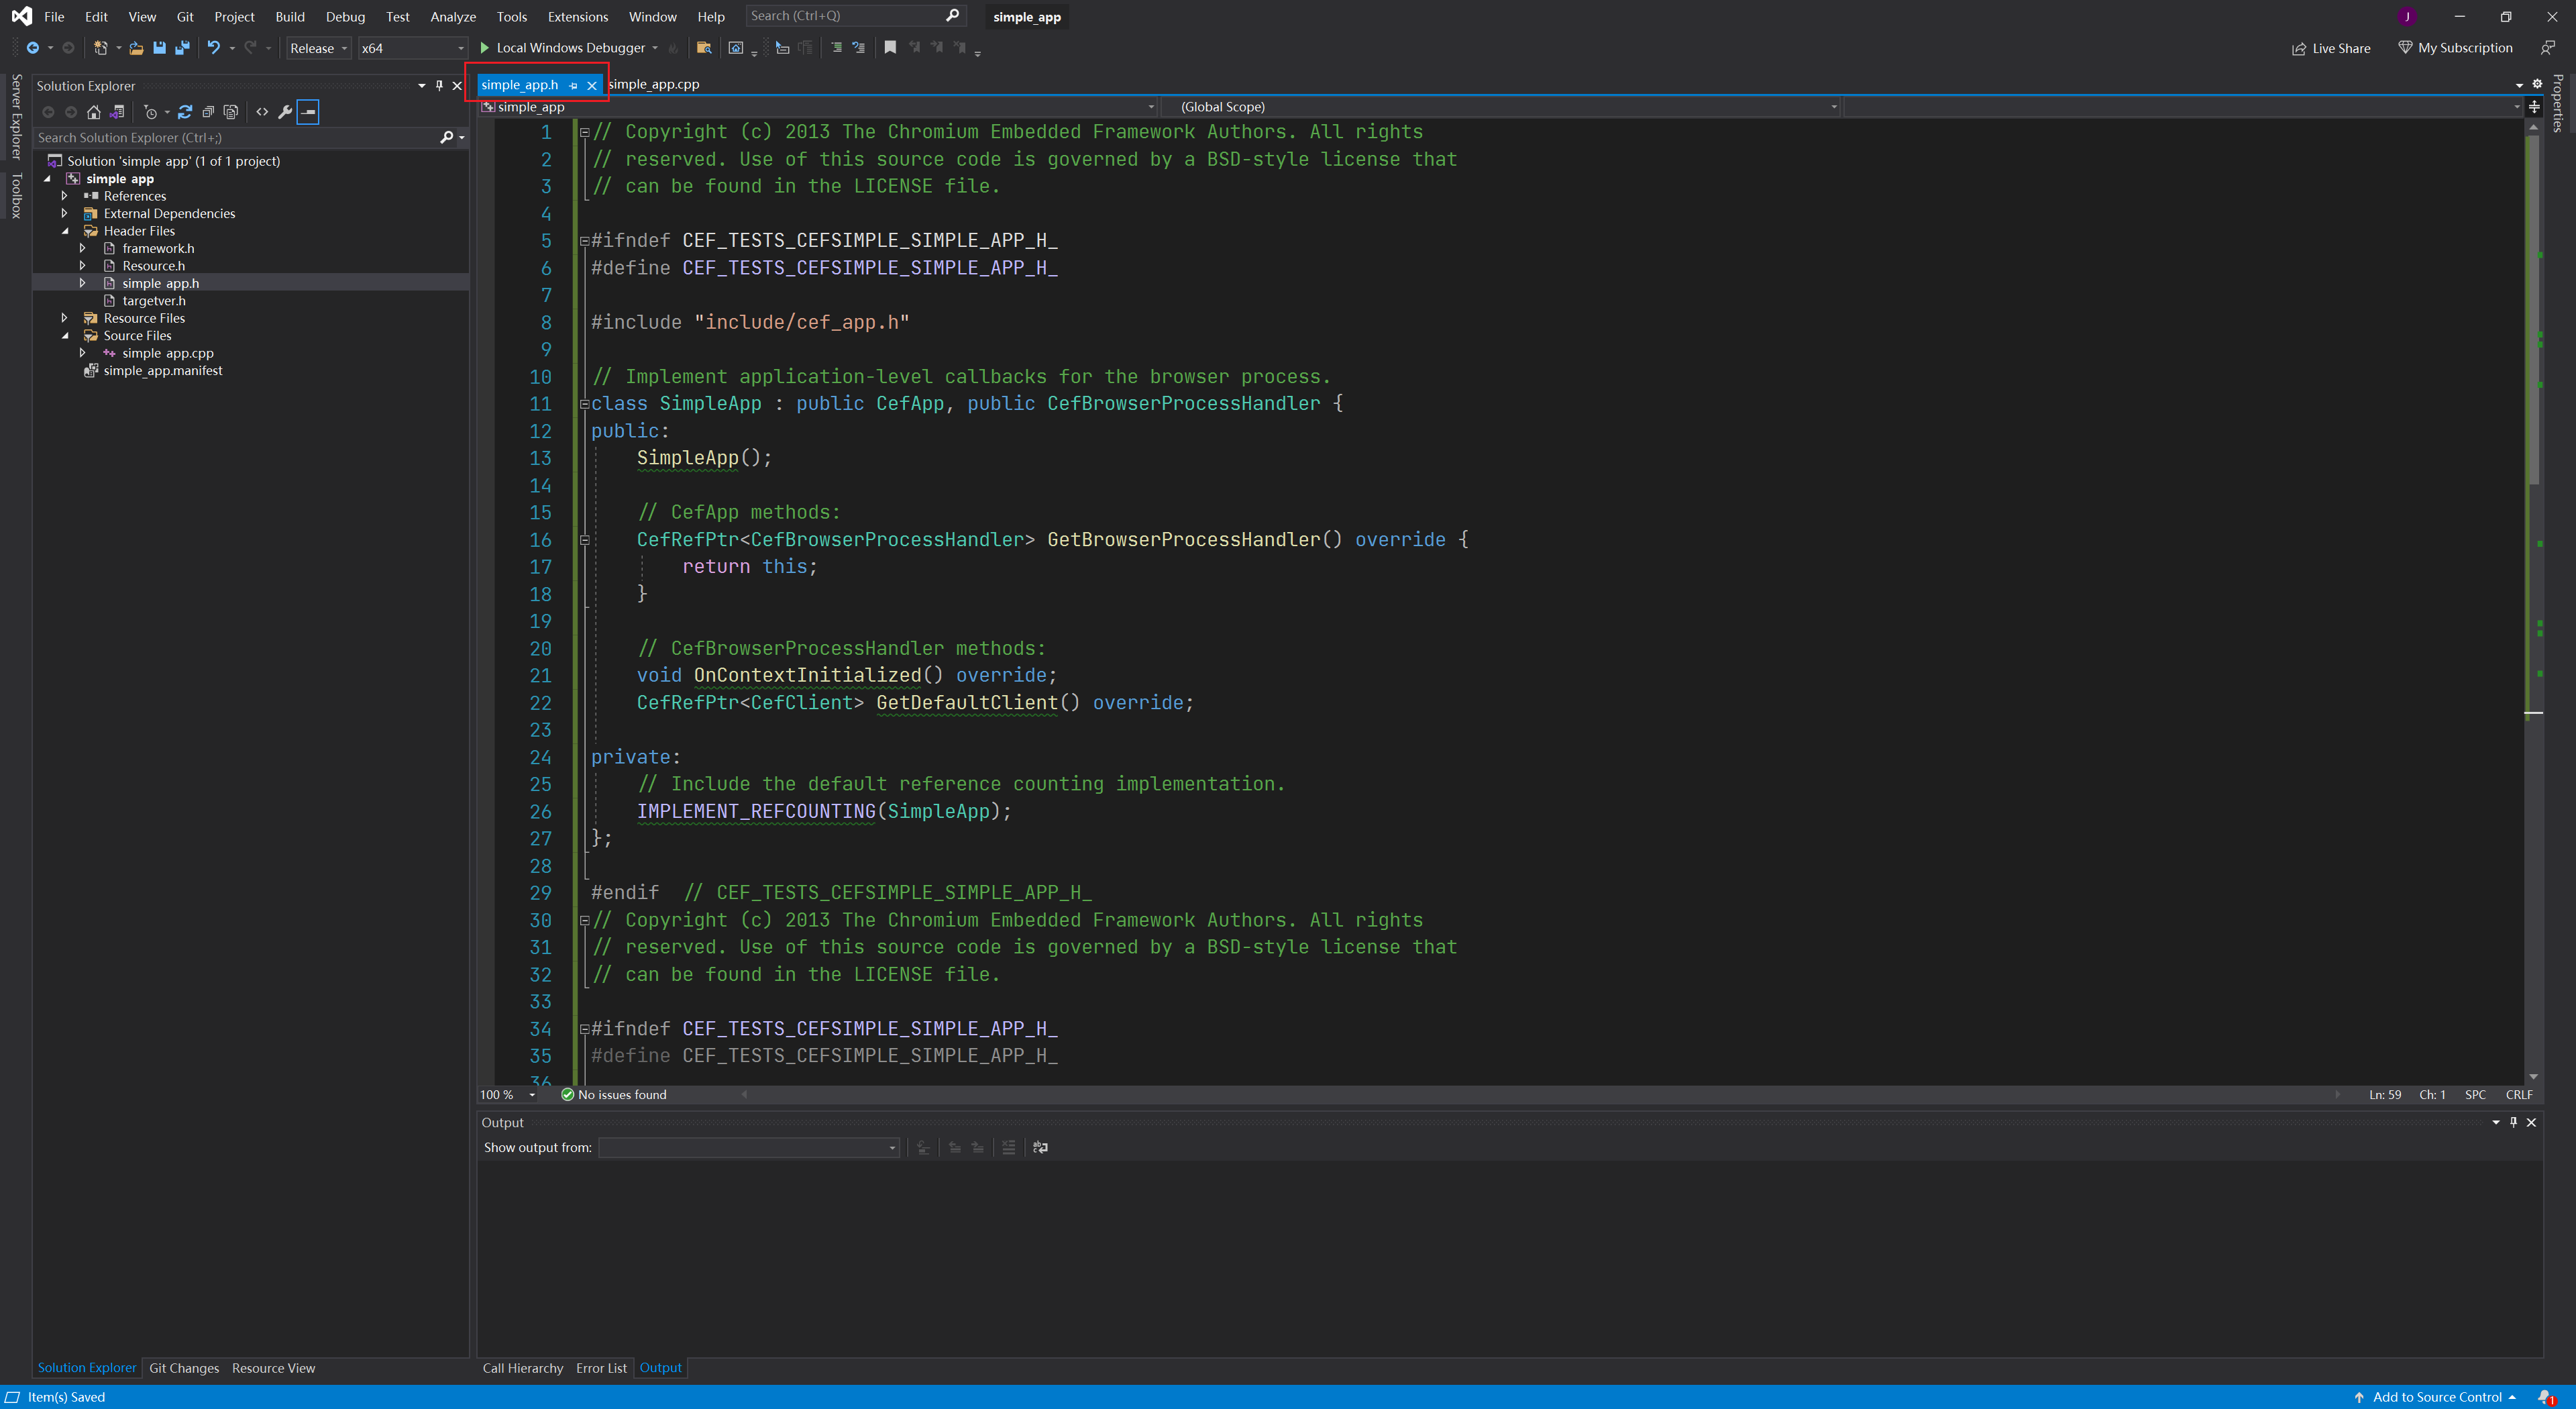 File Edit View Git Project Build Debug Test Analyze Tools Extensions Window Help Search (Ctrl+Q) simple_app J
Release x64 Local Windows Debugger Live Share My Subscription
Server Explorer
Toolbox
Solution Explorer
Search Solution Explorer (Ctrl+;)
Solution 'simple app' (1 of 1 project)
simple app
References
External Dependencies
Header Files
framework.h
Resource.h
simple app.h
targetver.h
Resource Files
Source Files
simple app.cpp
simple_app.manifest
simple_app.h simple_app.cpp
simple_app (Global Scope)
Properties
1 // Copyright (c) 2013 The Chromium Embedded Framework Authors. All rights
2 // reserved. Use of this source code is governed by a BSD-style license that
3 // can be found in the LICENSE file.
4
5 #ifndef CEF_TESTS_CEFSIMPLE_SIMPLE_APP_H_
6 #define CEF_TESTS_CEFSIMPLE_SIMPLE_APP_H_
7
8 #include "include/cef_app.h"
9
10 // Implement application-level callbacks for the browser process.
11 class SimpleApp : public CefApp, public CefBrowserProcessHandler {
12 public:
13 SimpleApp();
14
15 // CefApp methods:
16 CefRefPtr<CefBrowserProcessHandler> GetBrowserProcessHandler() override {
17 return this;
18 }
19
20 // CefBrowserProcessHandler methods:
21 void OnContextInitialized() override;
22 CefRefPtr<CefClient> GetDefaultClient() override;
23
24 private:
25 // Include the default reference counting implementation.
26 IMPLEMENT_REFCOUNTING(SimpleApp);
27 };
28
29 #endif // CEF_TESTS_CEFSIMPLE_SIMPLE_APP_H_
30 // Copyright (c) 2013 The Chromium Embedded Framework Authors. All rights
31 // reserved. Use of this source code is governed by a BSD-style license that
32 // can be found in the LICENSE file.
33
34 #ifndef CEF_TESTS_CEFSIMPLE_SIMPLE_APP_H_
35 #define CEF_TESTS_CEFSIMPLE_SIMPLE_APP_H_
36
100 % No issues found Ln: 59 Ch: 1 SPC CRLF
Output
Show output from:
Solution Explorer Git Changes Resource View Call Hierarchy Error List Output
Item(s) Saved Add to Source Control 1